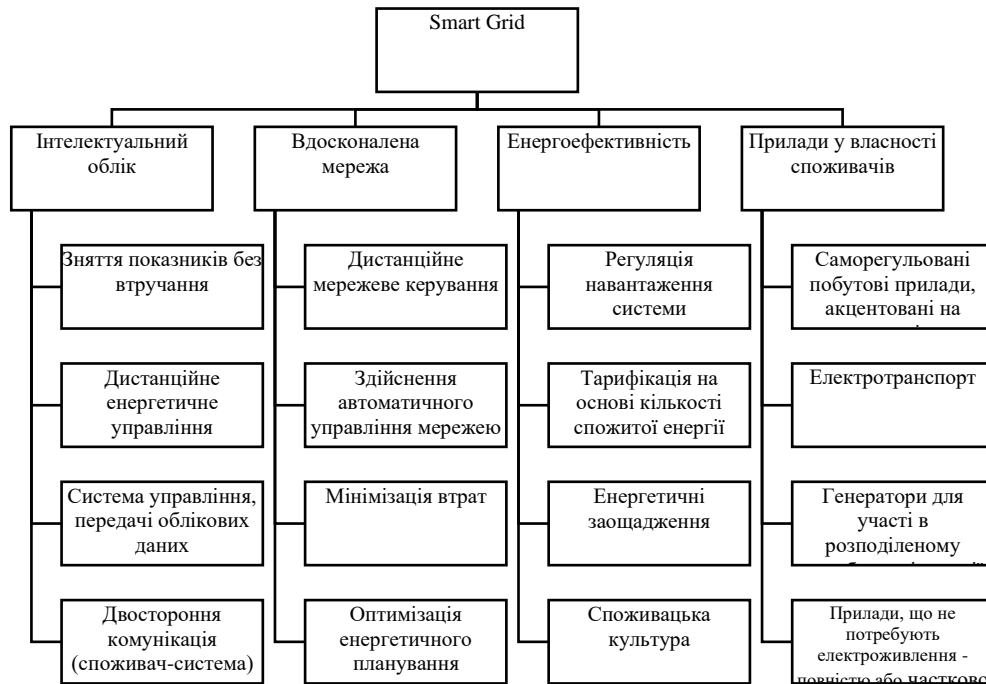 Smart Grid
Інтелектуальний
облік
Вдосконалена
мережа
Енергоефективність
Прилади у власності
споживачів
Зняття показників без
втручання
Дистанційне
мережеве керування
Регуляція
навантаження
системи
Саморегульовані
побутові прилади,
акцентовані на
Дистанційне
енергетичне
управління
Здійснення
автоматичного
управління мережею
Тарифікація на
основі кількості
спожитої енергії
Електротранспорт
Система управління,
передачі облікових
даних
Мінімізація втрат
Енергетичні
заощадження
Генератори для
участі в
розподіленому
Двостороння
комунікація
(споживач-система)
Оптимізація
енергетичного
планування
Споживацька
культура
Прилади, що не
потребують
електроживлення -
повністю або частково